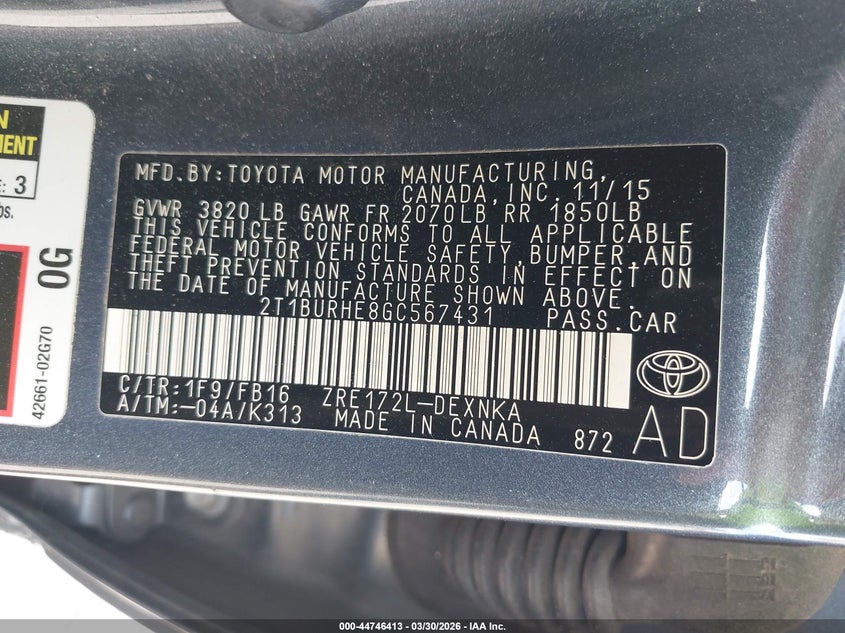 N
MENT
E: 3
bs.
0G
42661-02G70
MFD.BY:TOYOTA MOTOR MANUFACTURING,
CANADA,INC. 11/15
GVWR 3820 LB GAWR FR 2070LB RR 1850LB
THIS VEHICLE CONFORMS TO ALL APPLICABLE
FEDERAL MOTOR VEHICLE SAFETY,BUMPER,AND
THEFT PREVENTION STANDARDS IN EFFECT ON
THE DATE OF MANUFACTURE SHOWN ABOVE.
2T1BURHE8GC567431 PASS.CAR
C/TR:1F9/FB16 ZRE172L-DEXNKA
A/TM:-04A/K313 MADE IN CANADA 872
AD
000-44746413 — 03/30/2026 — IAA Inc.